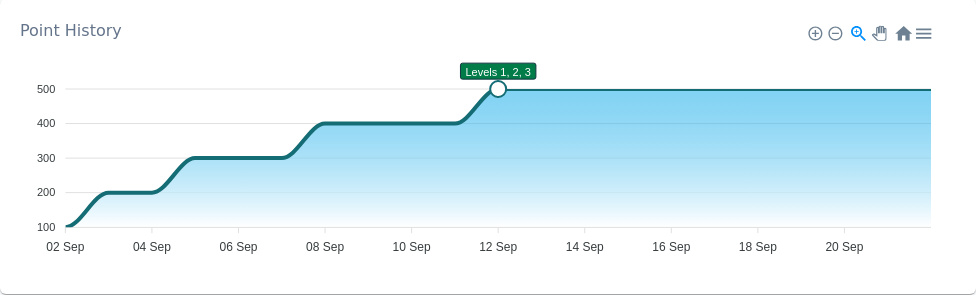 Point History
Levels 1, 2, 3
500
400
300
200
100
02 Sep 04 Sep 06 Sep 08 Sep 10 Sep 12 Sep 14 Sep 16 Sep 18 Sep 20 Sep